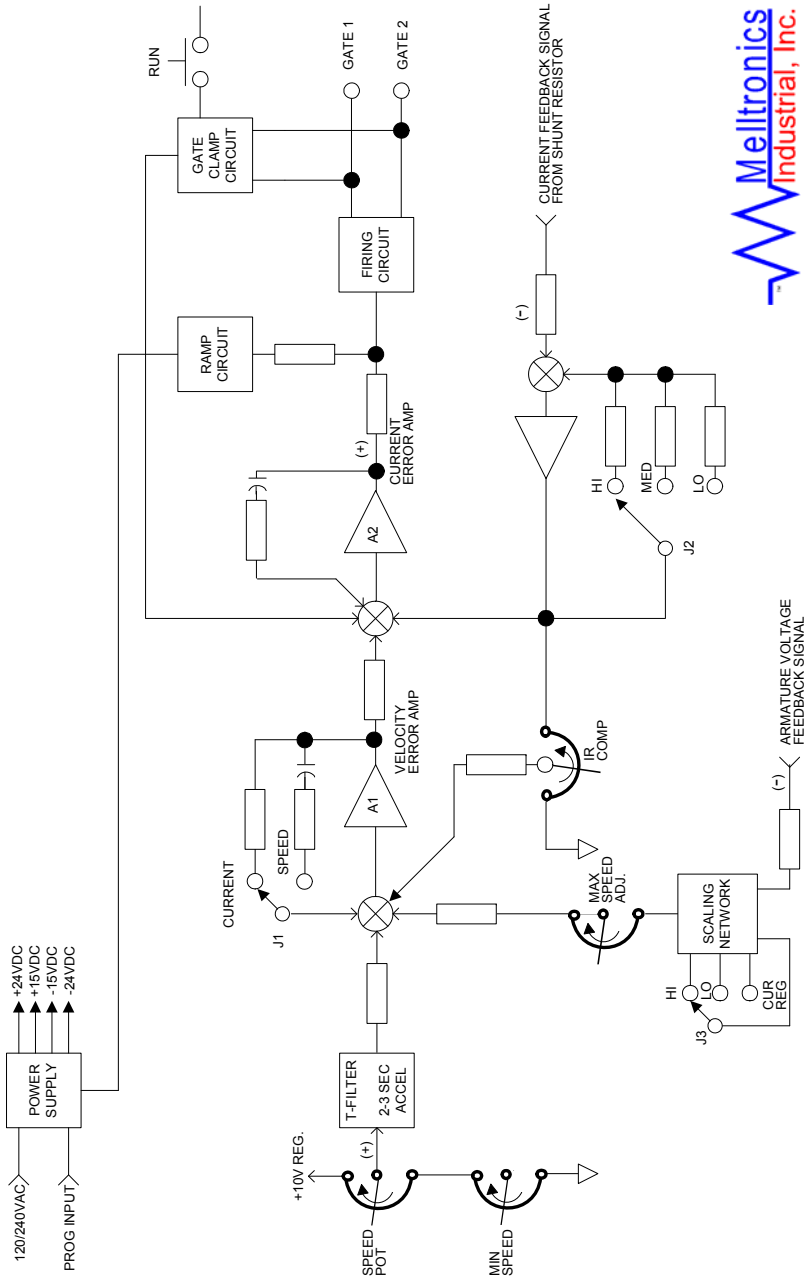 120/240VAC
PROG INPUT
POWER
SUPPLY
+24VDC
+15VDC
-15VDC
-24VDC
RUN
GATE
CLAMP
CIRCUIT
RAMP
CIRCUIT
FIRING
CIRCUIT
GATE 1
GATE 2
+10V REG.
SPEED
POT
(+)
MIN
SPEED
T-FILTER
2-3 SEC
ACCEL
J1
CURRENT
SPEED
A1
VELOCITY
ERROR AMP
A2
(+)
CURRENT
ERROR AMP
IR
COMP
MAX
SPEED
ADJ.
SCALING
NETWORK
HI
LO
CUR
REG
J3
(-)
ARMATURE VOLTAGE
FEEDBACK SIGNAL
HI
MED
LO
J2
(-)
CURRENT FEEDBACK SIGNAL
FROM SHUNT RESISTOR
Melltronics
Industrial, Inc.